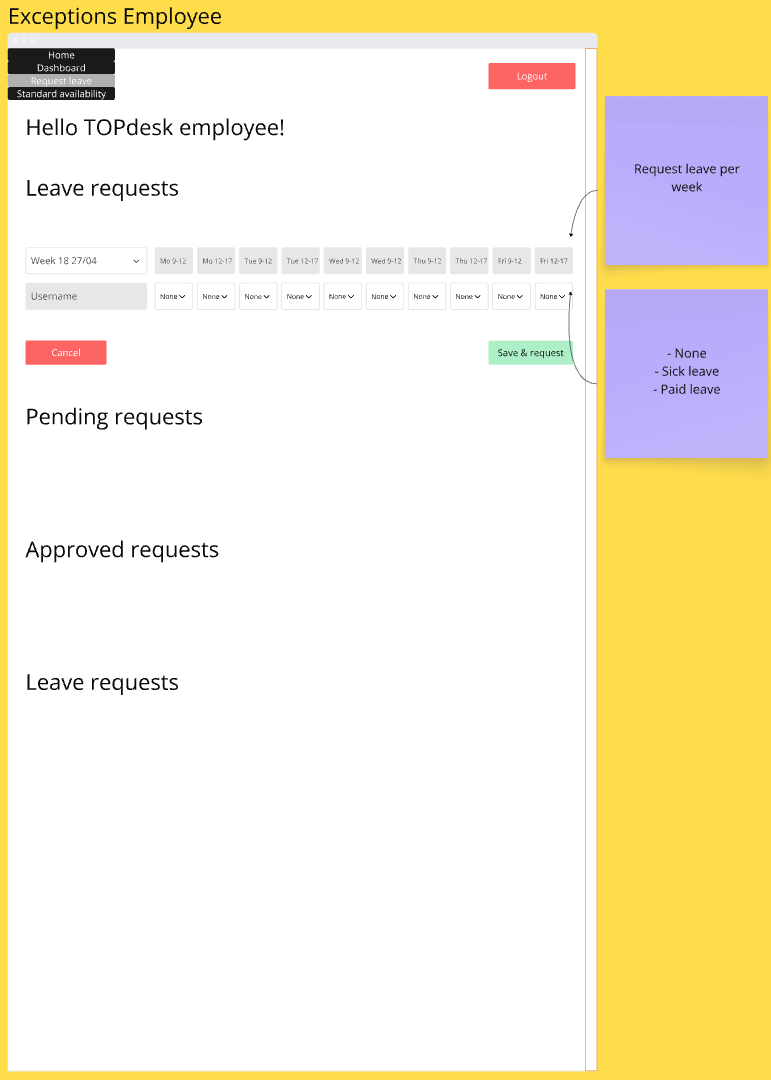 Exceptions Employee
Home
Dashboard
Request leave
Standard availability
Logout
Hello TOPdesk employee!
Leave requests
Week 18 27/04
Mo 9-12
Mo 12-17
Tue 9-12
Tue 12-17
Wed 9-12
Wed 9-12
Thu 9-12
Thu 12-17
Fri 9-12
Fri 12-17
Username
None
None
None
None
None
None
None
None
None
None
Cancel
Save & request
Pending requests
Approved requests
Leave requests
Request leave per
week
- None
- Sick leave
- Paid leave